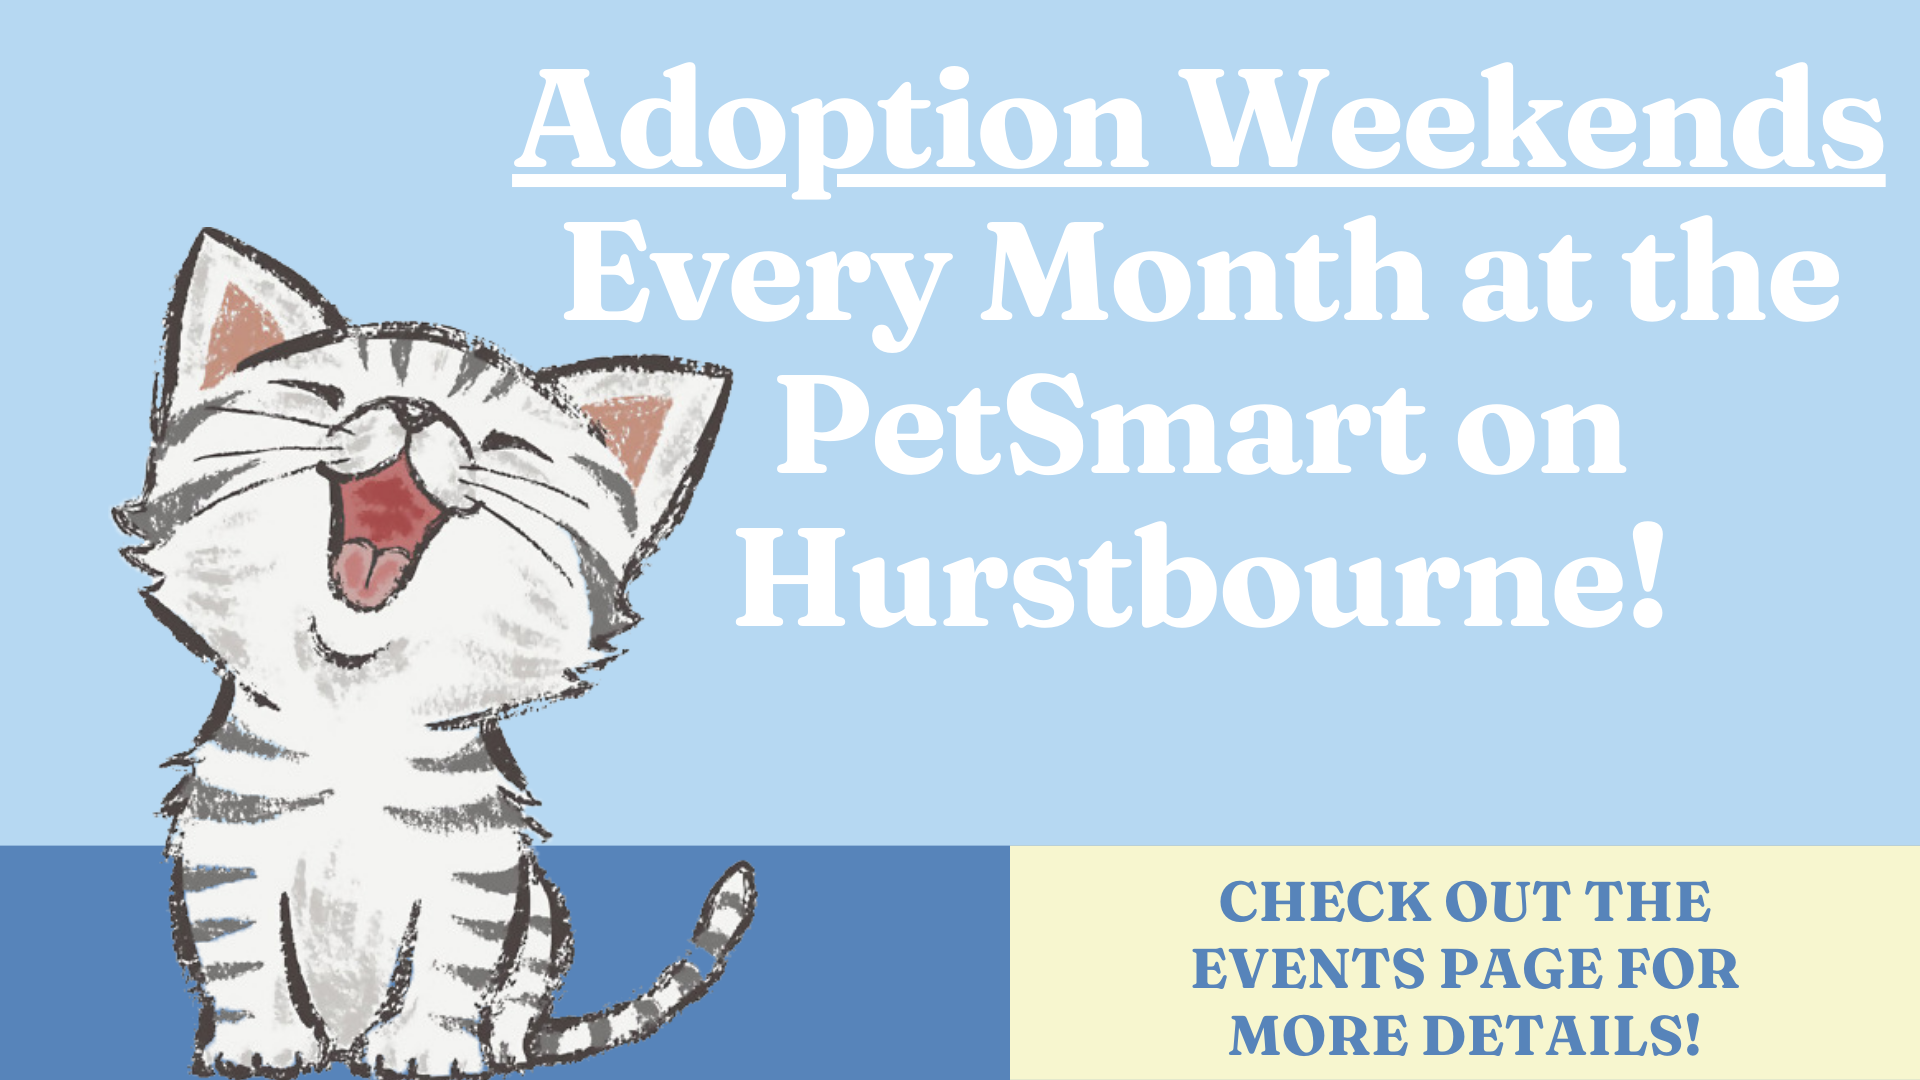 Adoption Weekends
Every Month at the
PetSmart on
Hurstbourne!
CHECK OUT THE
EVENTS PAGE FOR
MORE DETAILS!